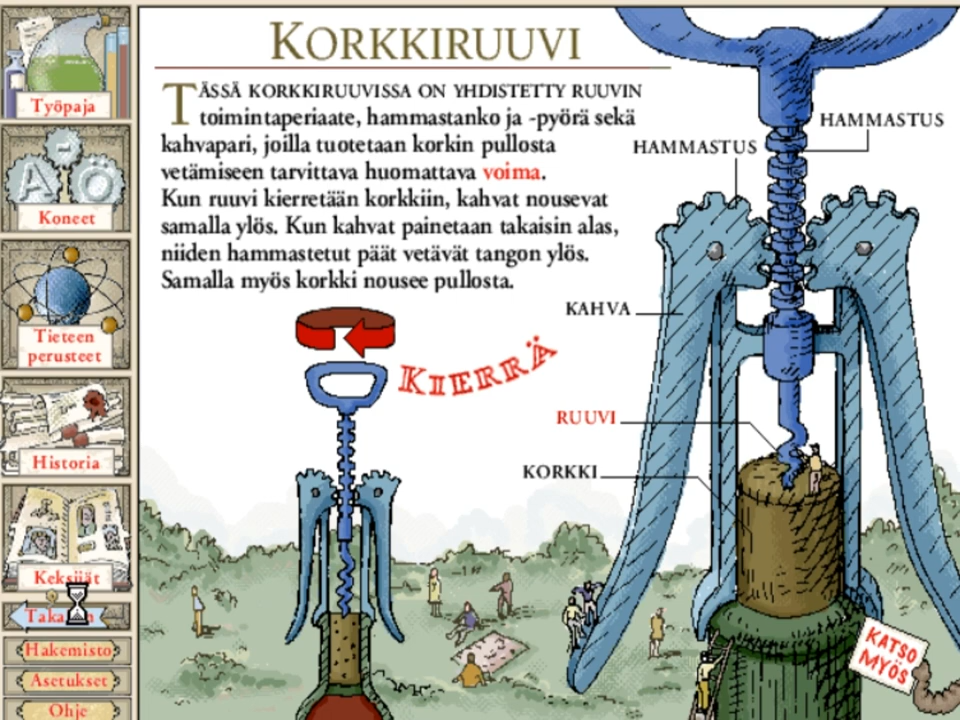 Työpaja
Koneet
Tieteen
perusteet
Historia
Keksijät
Hakemisto
Asetukset
Ohje
KORKKIRUUVI
TÄSSÄ KORKKIRUUVISSA ON YHDISTETTY RUUVIN
toimintaperiaate, hammastanko ja -pyörä sekä
kahvapari, joilla tuotetaan korkin pullosta
vetämiseen tarvittava huomattava voima.
Kun ruuvi kierretään korkkiin, kahvat nousevat
samalla ylös. Kun kahvat painetaan takaisin alas,
niiden hammastetut päät vetävät tangon ylös.
Samalla myös korkki nousee pullosta.
KIERRÄ
HAMMASTUS
HAMMASTUS
KAHVA
RUUVI
KORKKI
KATSO
MYÖS